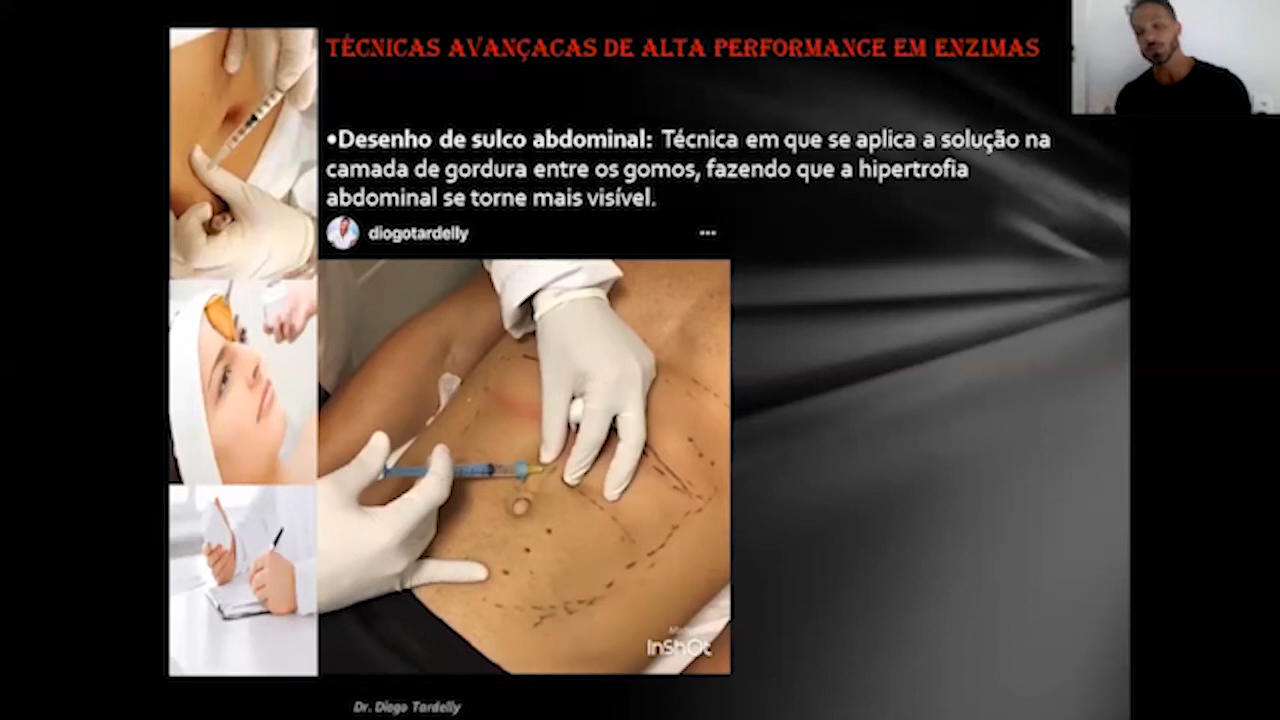 TÉCNICAS AVANÇACAS DE ALTA PERFORMANCE EM ENZIMAS
•Desenho de sulco abdominal: Técnica em que se aplica a solução na
camada de gordura entre os gomos, fazendo que a hipertrofia
abdominal se torne mais visível.
diogotardelly
InShOt
Dr. Diogo Tardelly